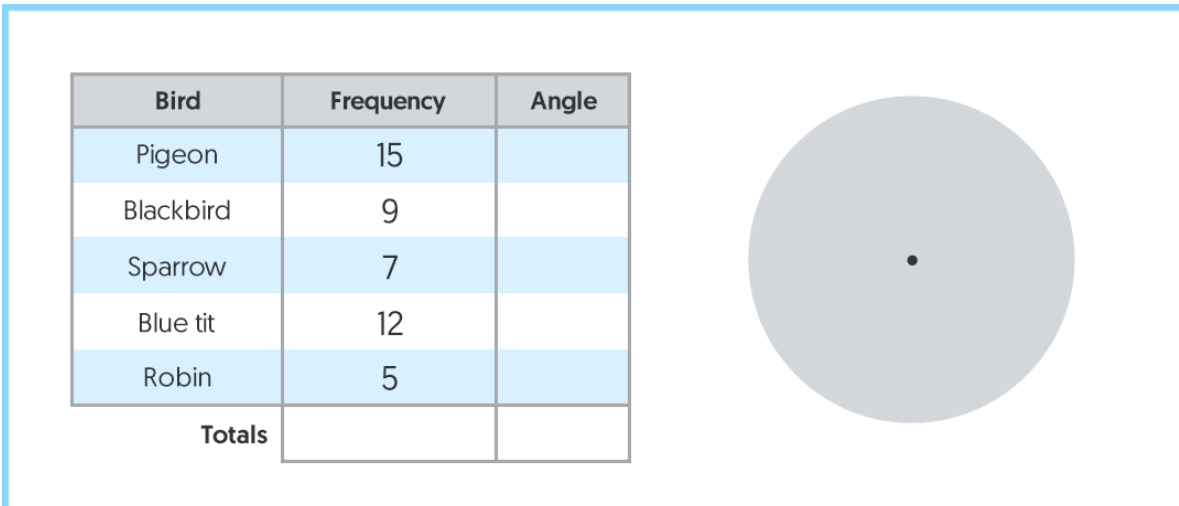 Bird Frequency Angle
Pigeon 15
Blackbird 9
Sparrow 7
Blue tit 12
Robin 5
Totals